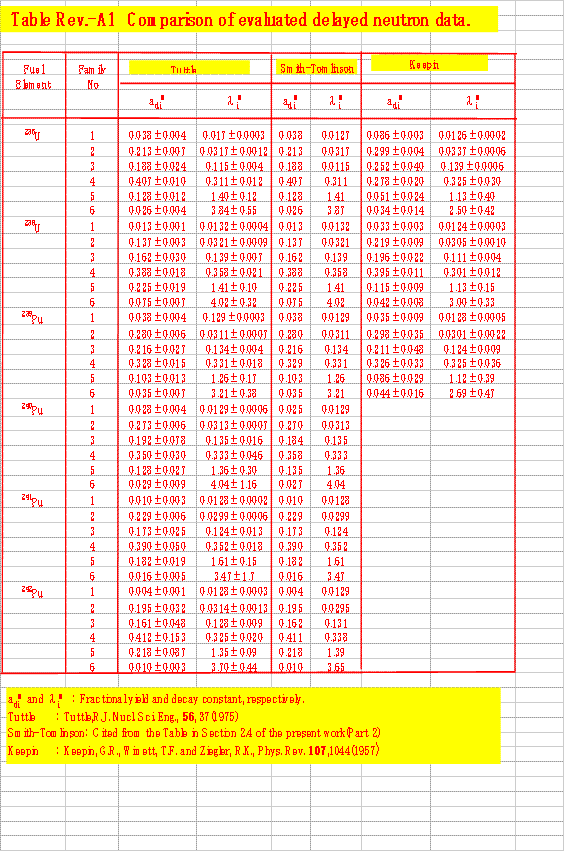 Table Rev.-A1 Comparison of evaluated delayed neutron data.
Fuel Element Family No Tuttle Smith-Tomlinson Keepin
a_di^m λ_i^m a_di^m λ_i^m a_di^m λ_i^m
1 0.038±0.004 0.017±0.0003 0.038 0.0127 0.086±0.003 0.0126±0.0002
2 0.213±0.007 0.0317±0.0012 0.213 0.0317 0.299±0.004 0.0337±0.0006
3 0.188±0.024 0.115±0.004 0.188 0.0115 0.252±0.040 0.139±0.006
4 0.407±0.010 0.311±0.012 0.407 0.311 0.278±0.020 0.325±0.030
5 0.128±0.012 1.40±0.12 0.128 1.41 0.051±0.024 1.13±0.40
6 0.026±0.004 3.84±0.55 0.026 3.87 0.034±0.014 2.50±0.42
238U 1 0.013±0.001 0.0132±0.0004 0.013 0.0132 0.033±0.003 0.0124±0.0003
2 0.137±0.003 0.0321±0.0009 0.137 0.0321 0.219±0.009 0.0305±0.0010
3 0.162±0.030 0.139±0.007 0.162 0.139 0.196±0.022 0.111±0.004
4 0.388±0.018 0.358±0.021 0.388 0.358 0.395±0.011 0.301±0.012
5 0.225±0.019 1.41±0.10 0.225 1.41 0.115±0.009 1.13±0.15
6 0.075±0.007 4.02±0.32 0.075 4.02 0.042±0.008 3.00±0.33
239Pu 1 0.038±0.004 0.129±0.0003 0.038 0.0129 0.035±0.009 0.0128±0.0005
2 0.280±0.006 0.0311±0.0007 0.280 0.0311 0.298±0.035 0.0301±0.0022
3 0.216±0.027 0.134±0.004 0.216 0.134 0.211±0.048 0.124±0.009
4 0.328±0.015 0.331±0.018 0.329 0.331 0.326±0.033 0.325±0.036
5 0.103±0.013 1.26±0.17 0.103 1.26 0.086±0.029 1.12±0.39
6 0.035±0.007 3.21±0.38 0.035 3.21 0.044±0.016 2.69±0.47
240Pu 1 0.028±0.004 0.0129±0.0006 0.025 0.0129
2 0.273±0.006 0.0313±0.0007 0.270 0.0313
3 0.192±0.078 0.135±0.016 0.184 0.135
4 0.350±0.030 0.333±0.046 0.358 0.333
5 0.128±0.027 1.36±0.30 0.135 1.36
6 0.029±0.009 4.04±1.16 0.027 4.04
241Pu 1 0.010±0.003 0.0128±0.0002 0.010 0.0128
2 0.229±0.006 0.0299±0.0006 0.229 0.0299
3 0.173±0.025 0.124±0.013 0.173 0.124
4 0.390±0.050 0.352±0.018 0.390 0.352
5 0.182±0.019 1.61±0.15 0.182 1.61
6 0.016±0.005 3.47±1.7 0.016 3.47
242Pu 1 0.004±0.001 0.0128±0.0003 0.004 0.0129
2 0.195±0.032 0.0314±0.0013 0.195 0.0295
3 0.161±0.048 0.128±0.009 0.162 0.131
4 0.412±0.153 0.325±0.020 0.411 0.338
5 0.218±0.087 1.35±0.09 0.218 1.39
6 0.010±0.003 3.70±0.44 0.010 3.65
a_di^m and λ_i^m : Fractional yield and decay constant, respectively.
Tuttle : Tuttle,R.J. Nucl Sci Eng., 56, 37 (1975)
Smith-Tomlinson: Cited from the Table in Section 2.4 of the present work(Part 2)
Keepin : Keepin, G.R., Wimett, T.F. and Ziegler, R.K., Phys. Rev. 107,1044 (1957)